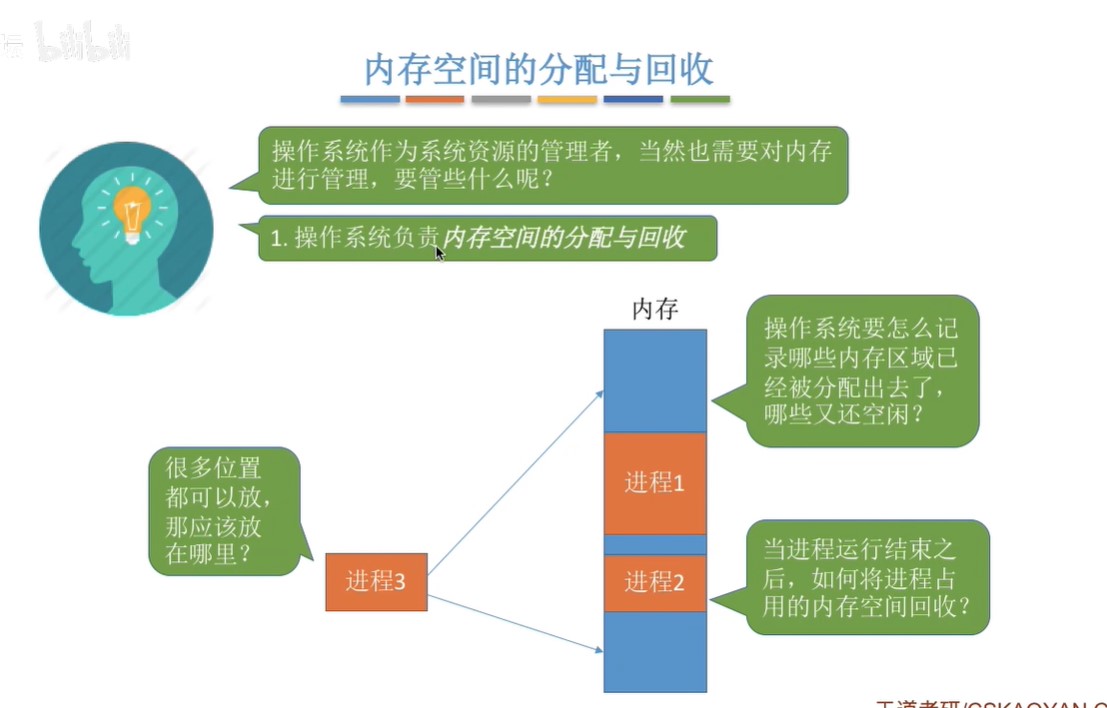 bilibili
内存空间的分配与回收
操作系统作为系统资源的管理者，当然也需要对内存
进行管理，要管些什么呢？
1. 操作系统负责内存空间的分配与回收
内存
操作系统要怎么记
录哪些内存区域已
经被分配出去了，
哪些又还空闲？
进程1
很多位置
都可以放，
那应该放
在哪里？
进程3
进程2
当进程运行结束之
后，如何将进程占
用的内存空间回收？
王道考研/CSKAOYAN.C